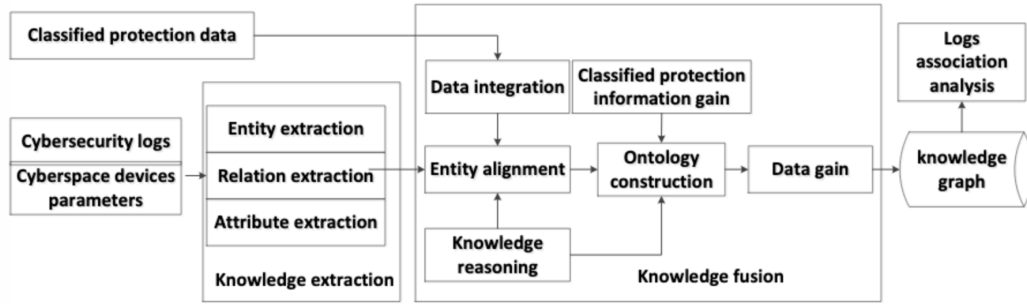 Classified protection data
Cybersecurity logs
Cyberspace devices
parameters
Entity extraction
Relation extraction
Attribute extraction
Knowledge extraction
Data integration
Classified protection
information gain
Entity alignment
Ontology
construction
Data gain
Knowledge
reasoning
Knowledge fusion
Logs
association
analysis
knowledge
graph